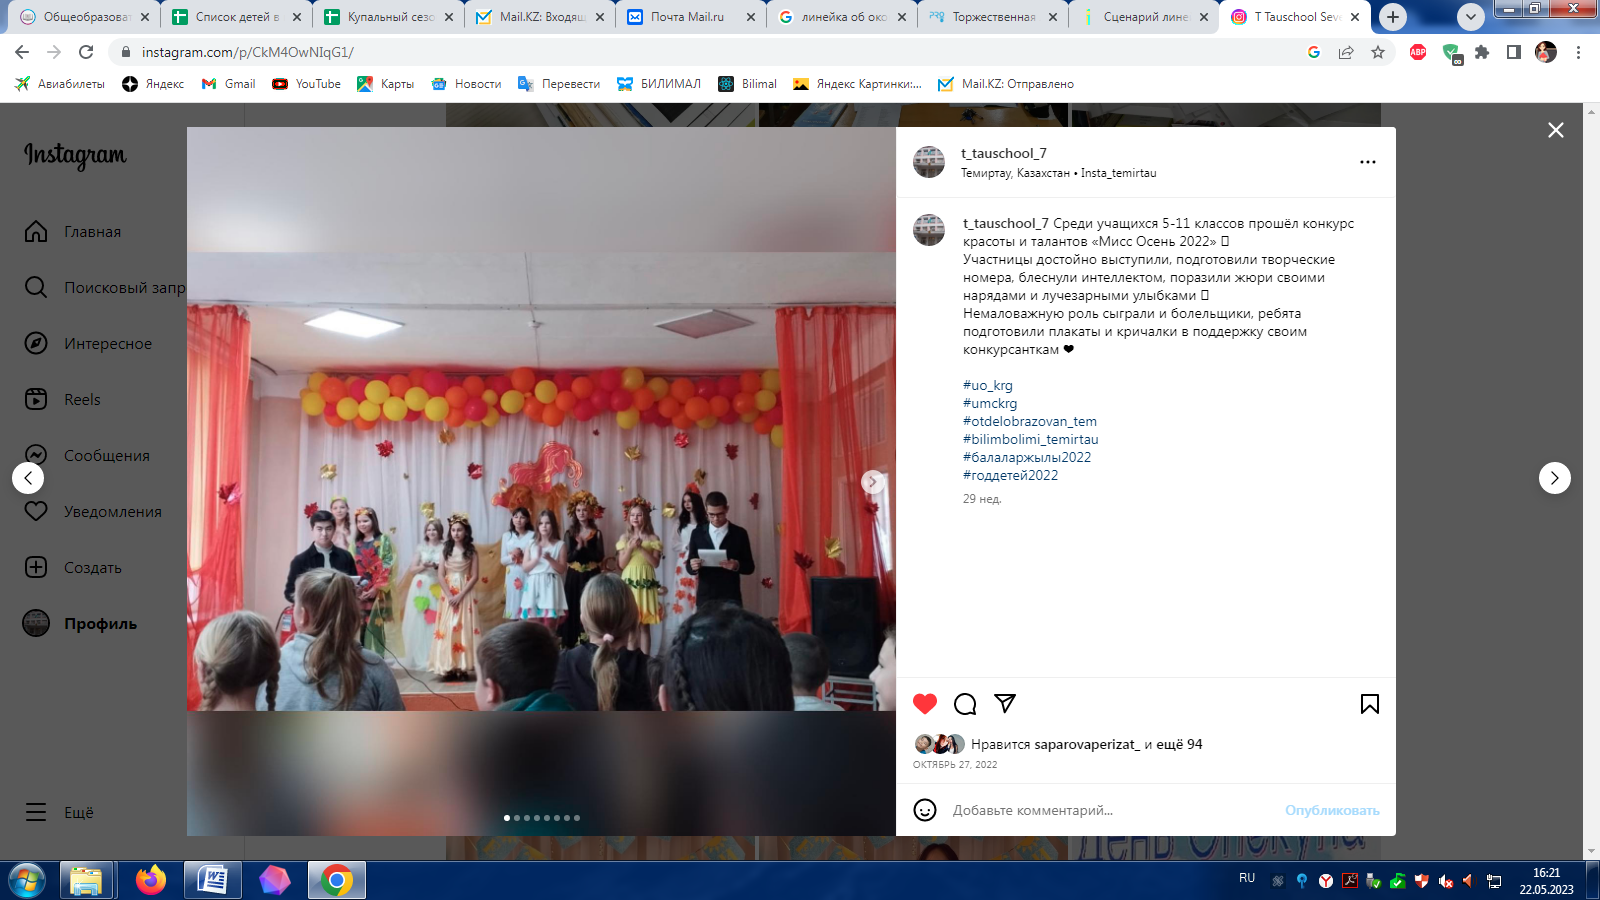 Общеобразоват
Список детей в
Купальный сезо
Mail.KZ: Входящ
Почта Mail.ru
линейка об око
Торжественная
Сценарий лине
T Tauschool Seve
instagram.com/p/CkM4OwNIqG1/
Авиабилеты
Яндекс
Gmail
YouTube
Карты
Новости
Перевести
БИЛИМАЛ
Bilimal
Яндекс Картинки:...
Mail.KZ: Отправлено
Instagram
Главная
Поисковый запр
Интересное
Reels
Сообщения
Уведомления
Создать
Профиль
Ещё
t_tauschool_7
Темиртау, Казахстан • Insta_temirtau
t_tauschool_7 Среди учащихся 5-11 классов прошёл конкурс
красоты и талантов «Мисс Осень 2022»
Участницы достойно выступили, подготовили творческие
номера, блеснули интеллектом, поразили жюри своими
нарядами и лучезарными улыбками
Немаловажную роль сыграли и болельщики, ребята
подготовили плакаты и кричалки в поддержку своим
конкурсанткам ❤
#uo_krg
#umckrg
#otdelobrazovan_tem
#bilimbolimi_temirtau
#балаларжылы2022
#годдетей2022
29 нед.
Нравится saparovaperizat_ и ещё 94
ОКТЯБРЬ 27, 2022
Добавьте комментарий...
Опубликовать
День Опекуна
RU
16:21
22.05.2023